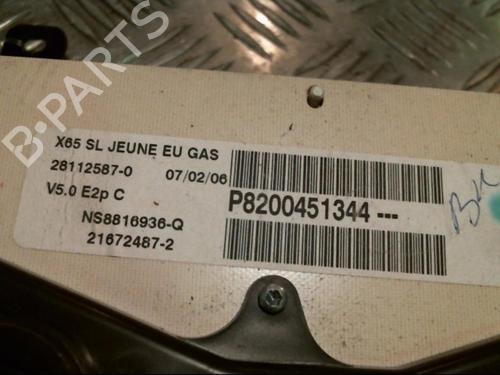 B-PARTS
X65 SL JEUNE EU GAS
28112587-0 07/02/06
V5.0 E2p C
NS8816936-Q
21672487-2
P8200451344 ---